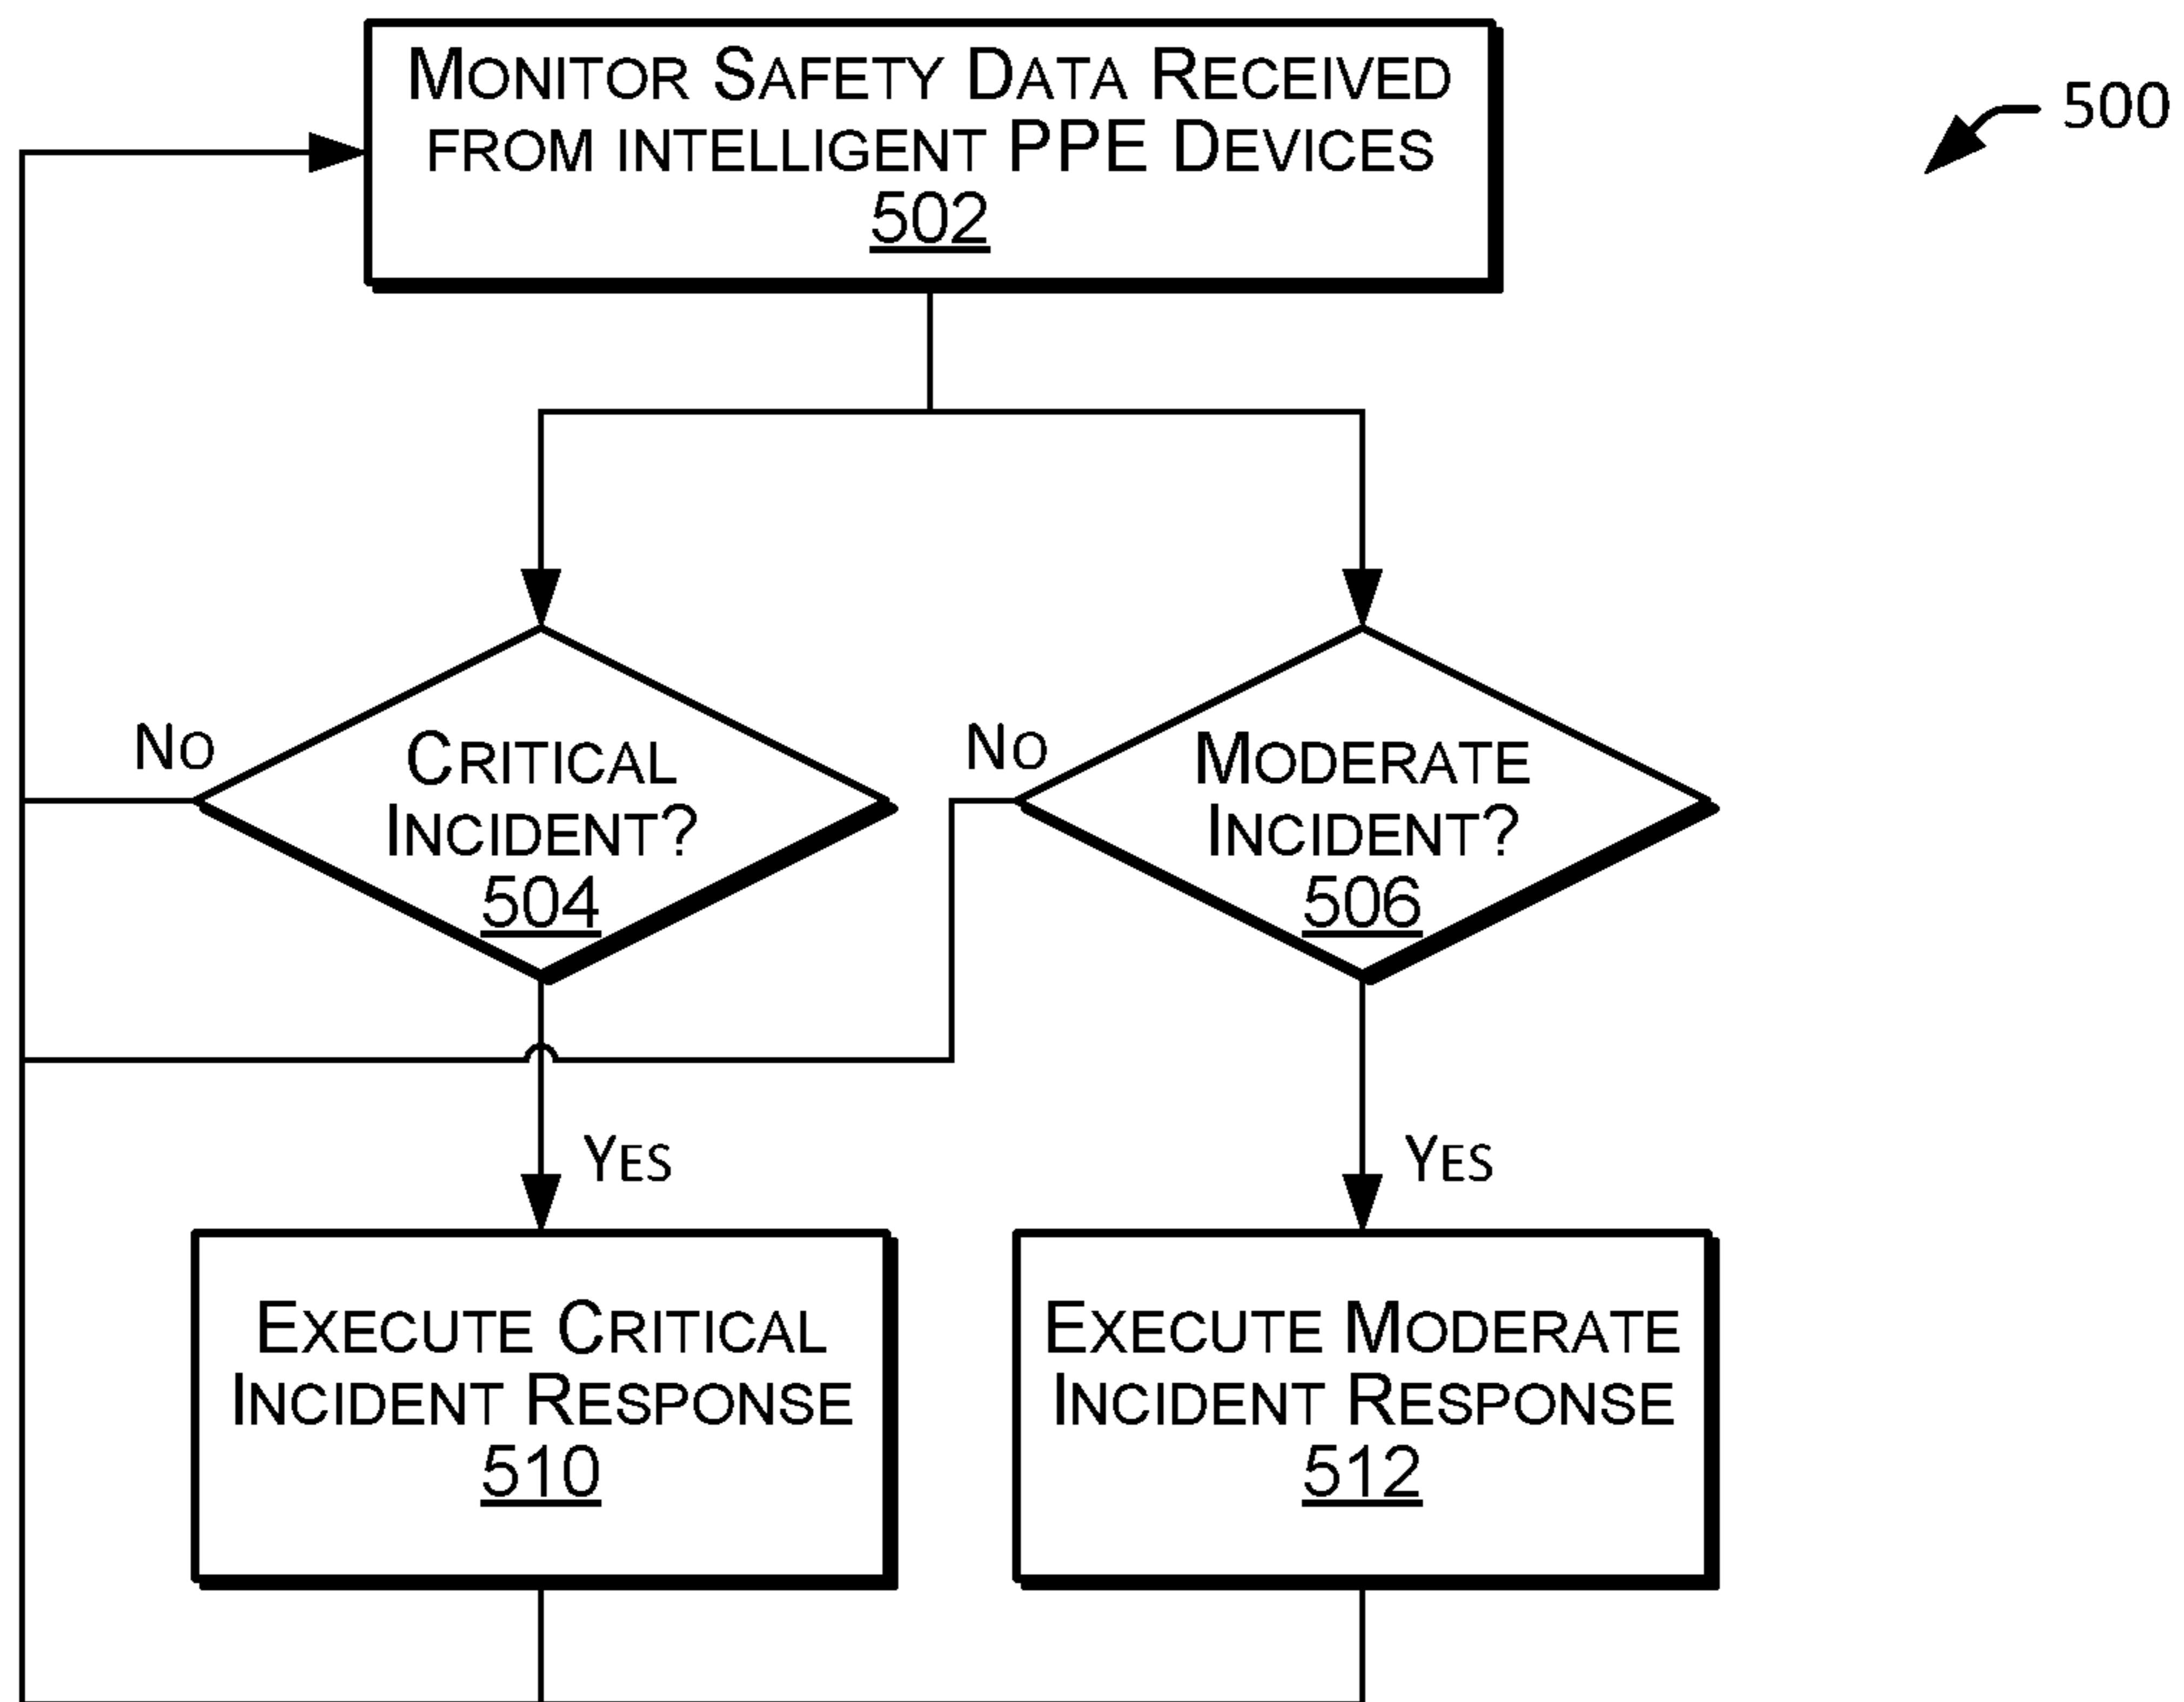 MONITOR SAFETY DATA RECEIVED
FROM INTELLIGENT PPE DEVICES
502
500
NO
CRITICAL
INCIDENT?
504
NO
MODERATE
INCIDENT?
506
YES
YES
EXECUTE CRITICAL
INCIDENT RESPONSE
510
EXECUTE MODERATE
INCIDENT RESPONSE
512